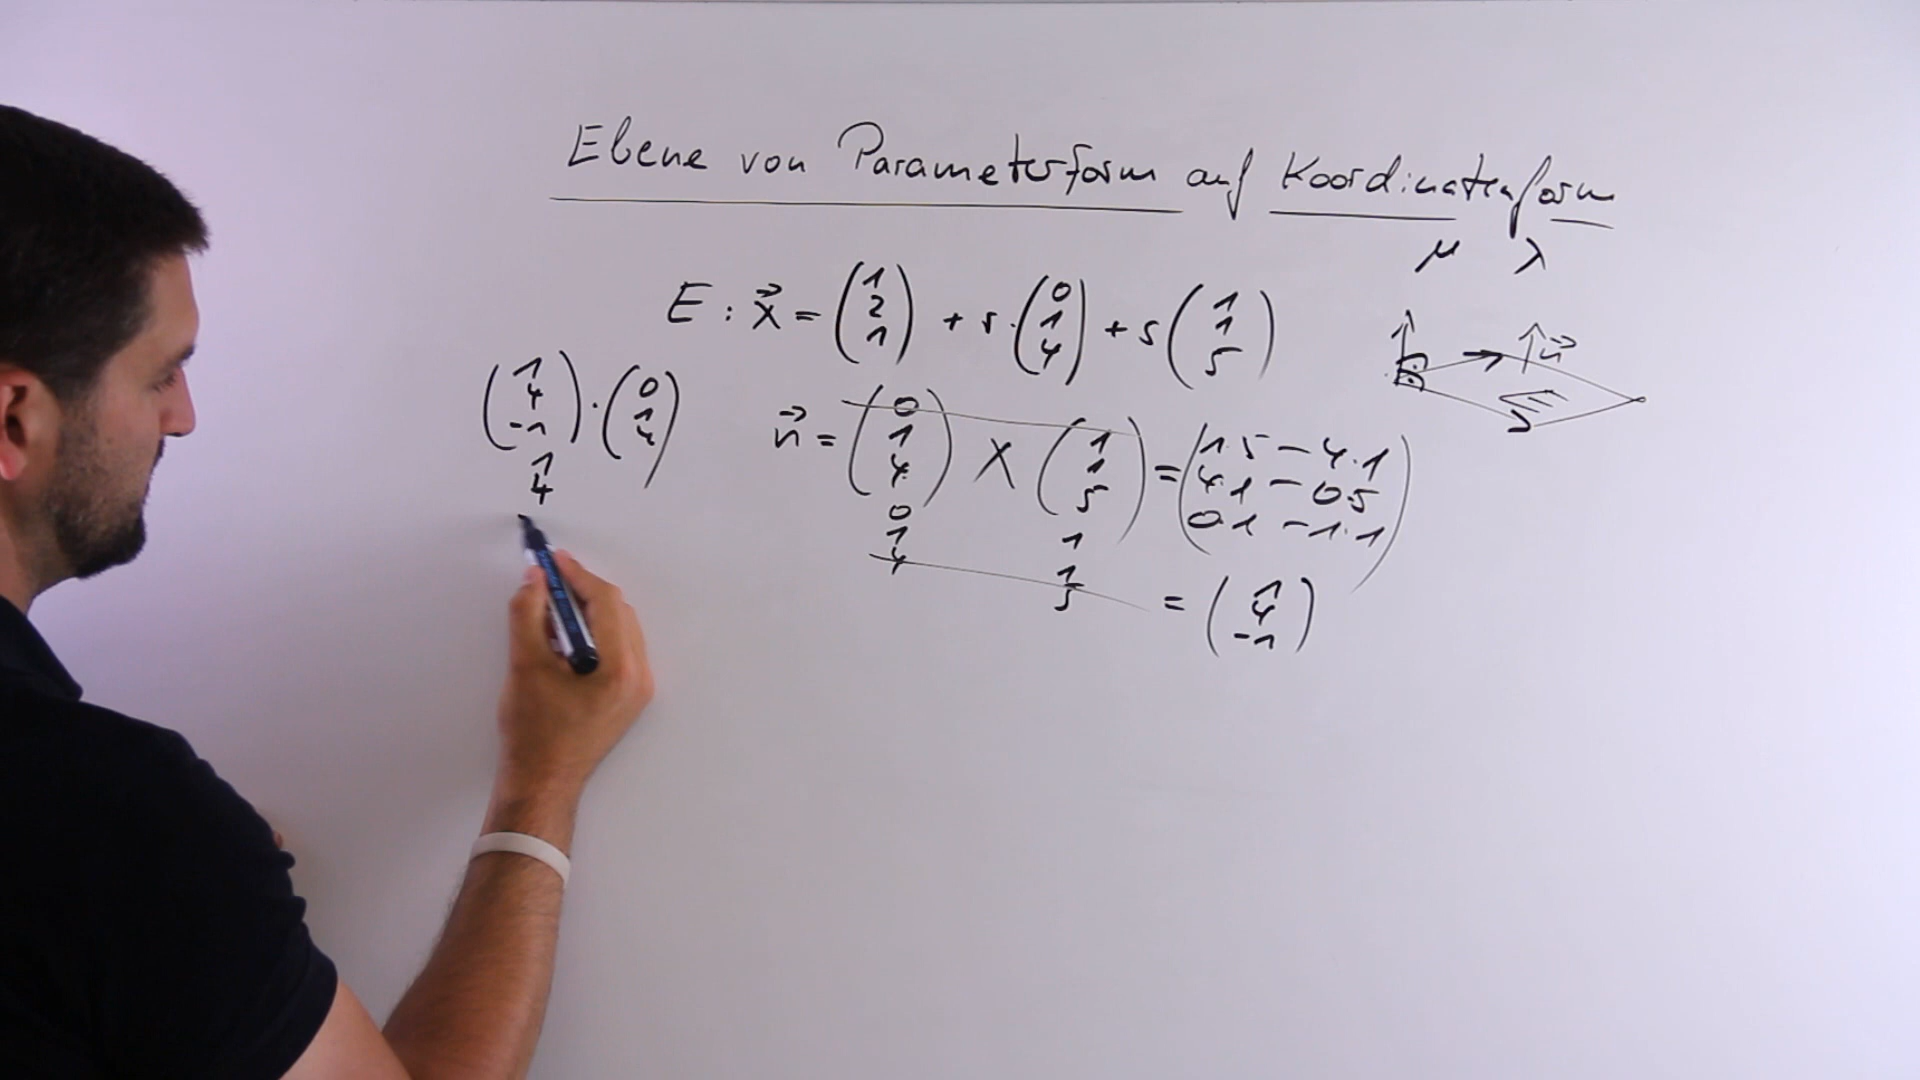 Ebene von Parameterform auf Koordinatenform
μ λ
E : x⃗ = (1 2 1) + r · (0 1 4) + s (1 1 5)
n⃗
E
(1 4 -1) · (0 1 4)
1
4
n⃗ = (0 1 4) X (1 1 5) = (1·5 - 4·1 4·1 - 0·5 0·1 - 1·1)
0 1
1 1
4 5
= (1 4 -1)